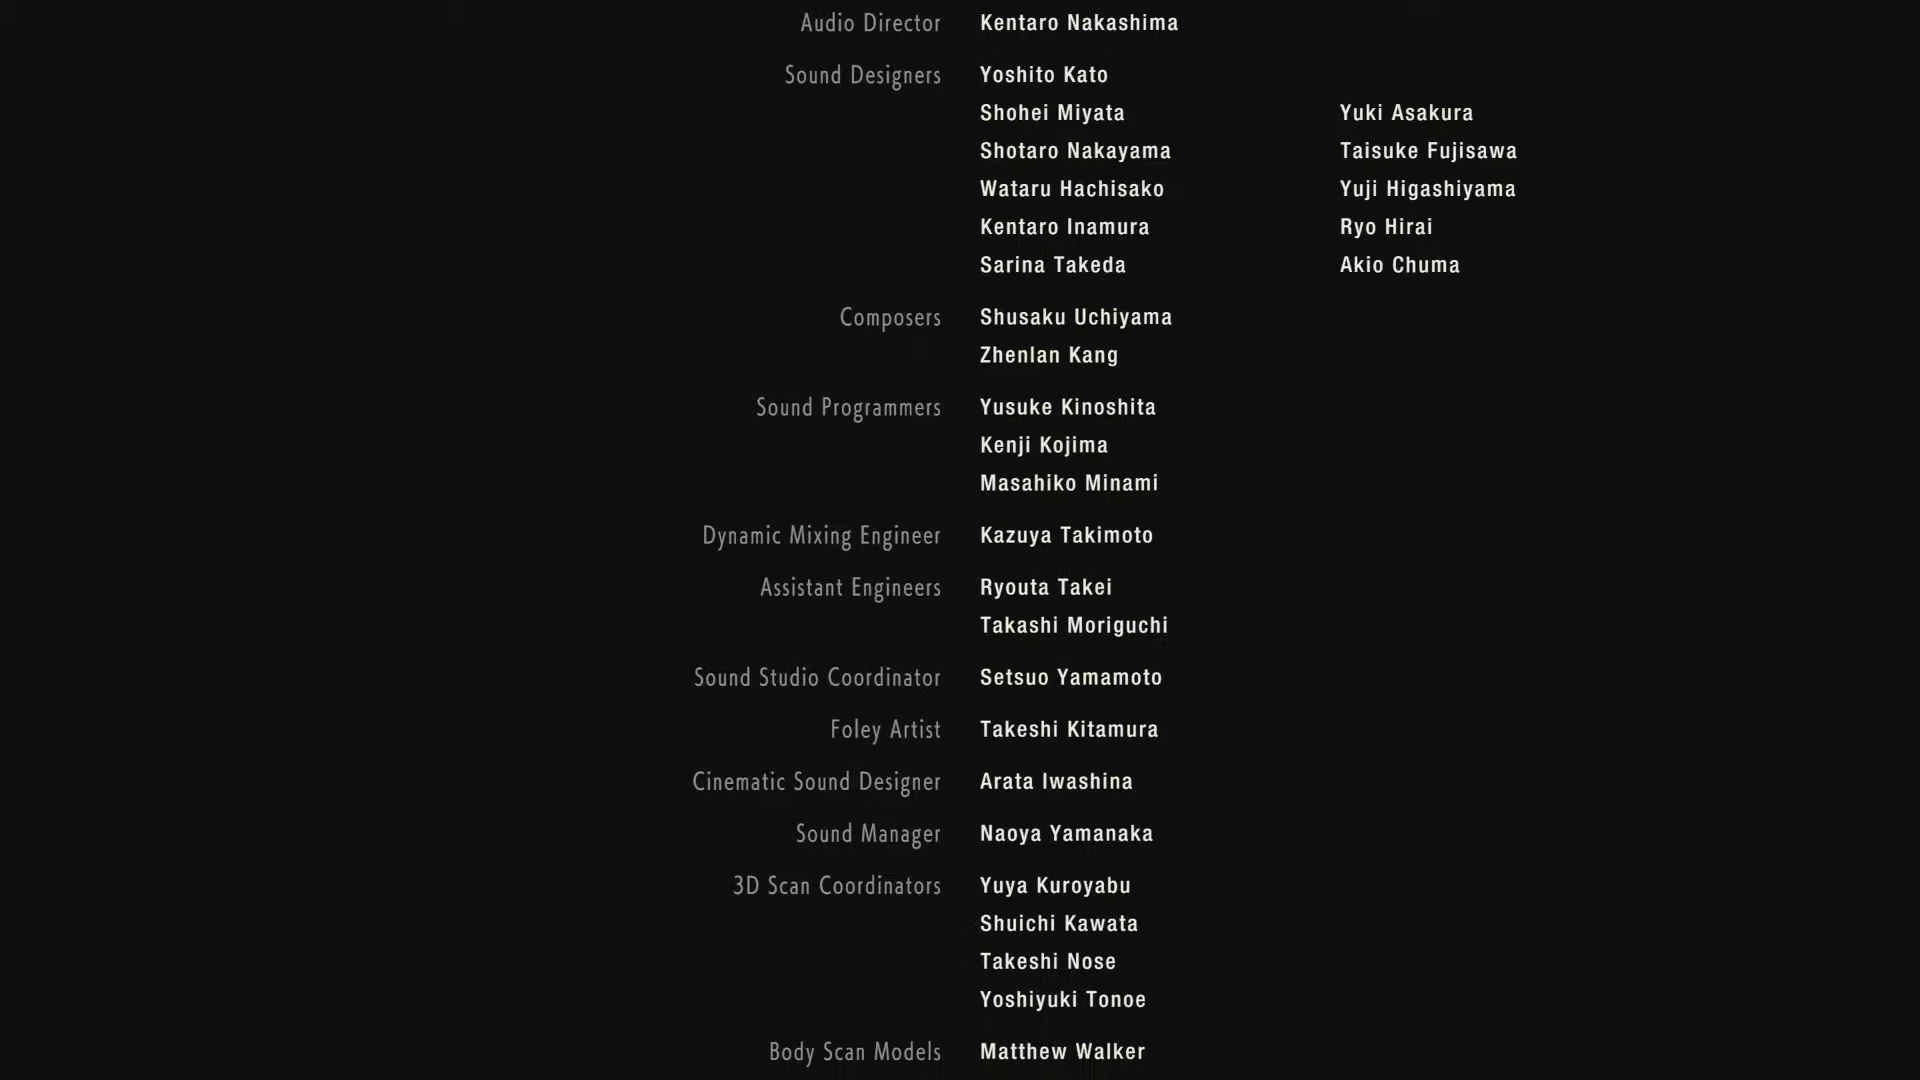 Audio Director Kentaro Nakashima
Sound Designers Yoshito Kato
Shohei Miyata Yuki Asakura
Shotaro Nakayama Taisuke Fujisawa
Wataru Hachisako Yuji Higashiyama
Kentaro Inamura Ryo Hirai
Sarina Takeda Akio Chuma
Composers Shusaku Uchiyama
Zhenlan Kang
Sound Programmers Yusuke Kinoshita
Kenji Kojima
Masahiko Minami
Dynamic Mixing Engineer Kazuya Takimoto
Assistant Engineers Ryouta Takei
Takashi Moriguchi
Sound Studio Coordinator Setsuo Yamamoto
Foley Artist Takeshi Kitamura
Cinematic Sound Designer Arata Iwashina
Sound Manager Naoya Yamanaka
3D Scan Coordinators Yuya Kuroyabu
Shuichi Kawata
Takeshi Nose
Yoshiyuki Tonoe
Body Scan Models Matthew Walker